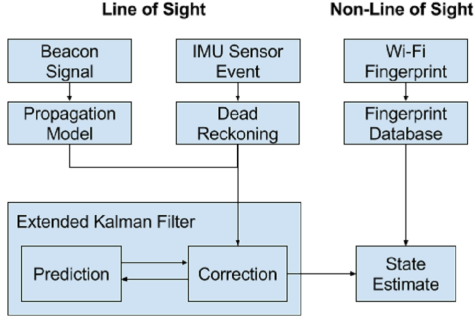 Line of Sight
Non-Line of Sight
Beacon
Signal
IMU Sensor
Event
Wi-Fi
Fingerprint
Propagation
Model
Dead
Reckoning
Fingerprint
Database
Extended Kalman Filter
Prediction
Correction
State
Estimate